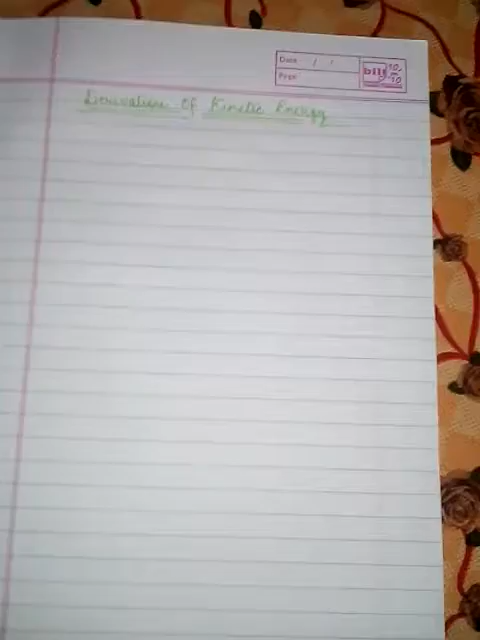 Date / /
Page
Derivation of Kinetic Energy